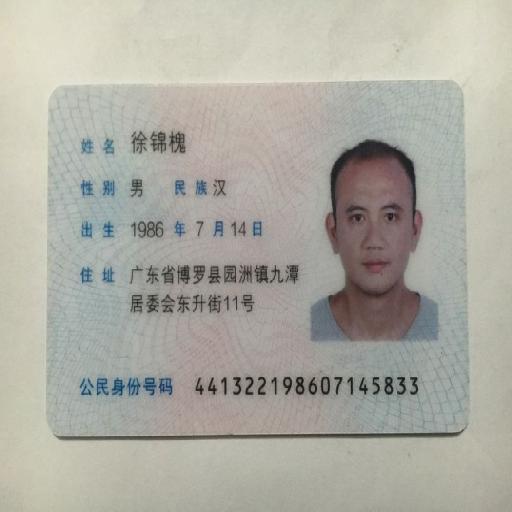 姓名 徐锦槐
性别 男 民族 汉
出生 1986 年 7 月 14 日
住址 广东省博罗县园洲镇九潭
居委会东升街11号
公民身份号码 441322198607145833